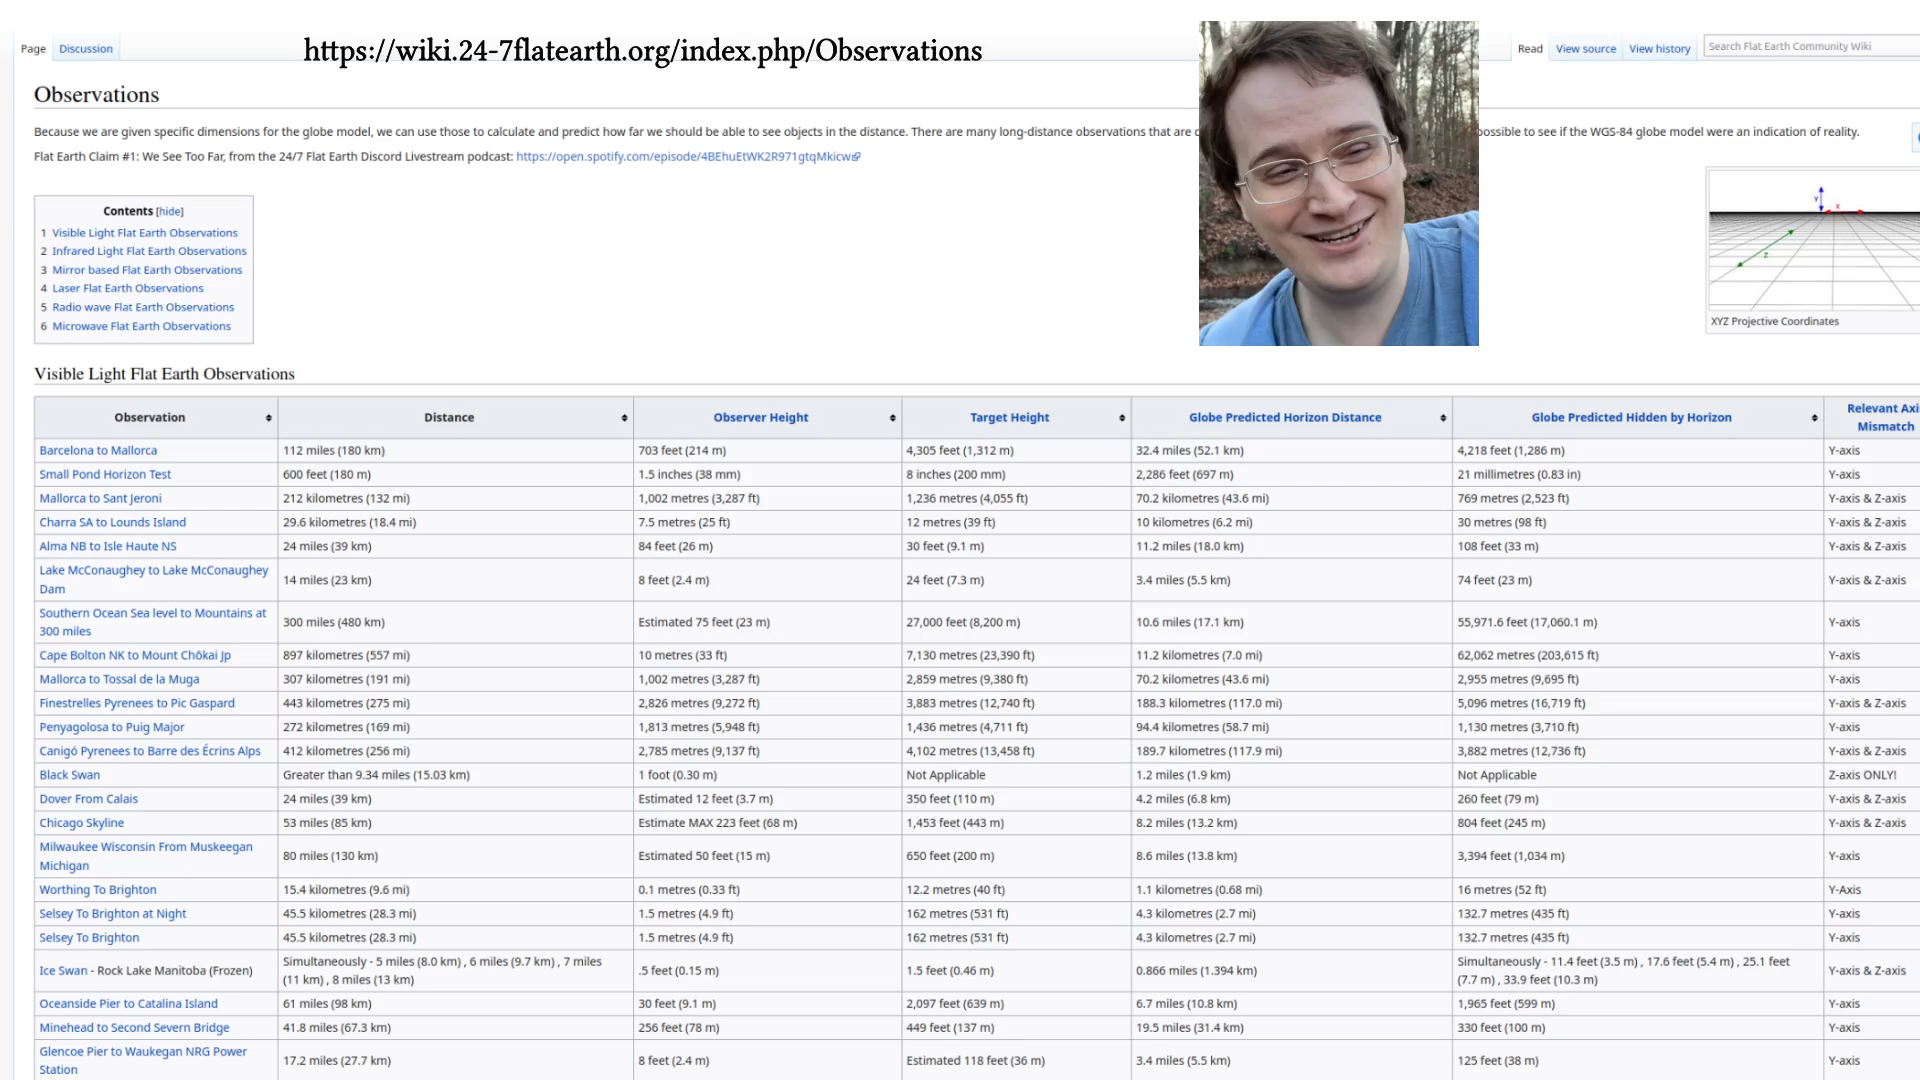 Page Discussion https://wiki.24-7flatearth.org/index.php/Observations Read View source View history Search Flat Earth Community Wiki
Observations
Because we are given specific dimensions for the globe model, we can use those to calculate and predict how far we should be able to see objects in the distance. There are many long-distance observations that are possible to see if the WGS-84 globe model were an indication of reality.
Flat Earth Claim #1: We See Too Far, from the 24/7 Flat Earth Discord Livestream podcast: https://open.spotify.com/episode/4BEhuEtWK2R971gtqMkicw
Contents [hide]
1 Visible Light Flat Earth Observations
2 Infrared Light Flat Earth Observations
3 Mirror based Flat Earth Observations
4 Laser Flat Earth Observations
5 Radio wave Flat Earth Observations
6 Microwave Flat Earth Observations
Y X Z
XYZ Projective Coordinates
Visible Light Flat Earth Observations
Observation Distance Observer Height Target Height Globe Predicted Horizon Distance Globe Predicted Hidden by Horizon Relevant Axi
Mismatch
Barcelona to Mallorca 112 miles (180 km) 703 feet (214 m) 4,305 feet (1,312 m) 32.4 miles (52.1 km) 4,218 feet (1,286 m) Y-axis
Small Pond Horizon Test 600 feet (180 m) 1.5 inches (38 mm) 8 inches (200 mm) 2,286 feet (697 m) 21 millimetres (0.83 in) Y-axis
Mallorca to Sant Jeroni 212 kilometres (132 mi) 1,002 metres (3,287 ft) 1,236 metres (4,055 ft) 70.2 kilometres (43.6 mi) 769 metres (2,523 ft) Y-axis & Z-axis
Charra SA to Lounds Island 29.6 kilometres (18.4 mi) 7.5 metres (25 ft) 12 metres (39 ft) 10 kilometres (6.2 mi) 30 metres (98 ft) Y-axis & Z-axis
Alma NB to Isle Haute NS 24 miles (39 km) 84 feet (26 m) 30 feet (9.1 m) 11.2 miles (18.0 km) 108 feet (33 m) Y-axis & Z-axis
Lake McConaughey to Lake McConaughey
Dam 14 miles (23 km) 8 feet (2.4 m) 24 feet (7.3 m) 3.4 miles (5.5 km) 74 feet (23 m) Y-axis & Z-axis
Southern Ocean Sea level to Mountains at
300 miles 300 miles (480 km) Estimated 75 feet (23 m) 27,000 feet (8,200 m) 10.6 miles (17.1 km) 55,971.6 feet (17,060.1 m) Y-axis
Cape Bolton NK to Mount Chōkai Jp 897 kilometres (557 mi) 10 metres (33 ft) 7,130 metres (23,390 ft) 11.2 kilometres (7.0 mi) 62,062 metres (203,615 ft) Y-axis
Mallorca to Tossal de la Muga 307 kilometres (191 mi) 1,002 metres (3,287 ft) 2,859 metres (9,380 ft) 70.2 kilometres (43.6 mi) 2,955 metres (9,695 ft) Y-axis
Finestrelles Pyrenees to Pic Gaspard 443 kilometres (275 mi) 2,826 metres (9,272 ft) 3,883 metres (12,740 ft) 188.3 kilometres (117.0 mi) 5,096 metres (16,719 ft) Y-axis & Z-axis
Penyagolosa to Puig Major 272 kilometres (169 mi) 1,813 metres (5,948 ft) 1,436 metres (4,711 ft) 94.4 kilometres (58.7 mi) 1,130 metres (3,710 ft) Y-axis
Canigó Pyrenees to Barre des Écrins Alps 412 kilometres (256 mi) 2,785 metres (9,137 ft) 4,102 metres (13,458 ft) 189.7 kilometres (117.9 mi) 3,882 metres (12,736 ft) Y-axis & Z-axis
Black Swan Greater than 9.34 miles (15.03 km) 1 foot (0.30 m) Not Applicable 1.2 miles (1.9 km) Not Applicable Z-axis ONLY!
Dover From Calais 24 miles (39 km) Estimated 12 feet (3.7 m) 350 feet (110 m) 4.2 miles (6.8 km) 260 feet (79 m) Y-axis & Z-axis
Chicago Skyline 53 miles (85 km) Estimate MAX 223 feet (68 m) 1,453 feet (443 m) 8.2 miles (13.2 km) 804 feet (245 m) Y-axis & Z-axis
Milwaukee Wisconsin From Muskeegan
Michigan 80 miles (130 km) Estimated 50 feet (15 m) 650 feet (200 m) 8.6 miles (13.8 km) 3,394 feet (1,034 m) Y-axis
Worthing To Brighton 15.4 kilometres (9.6 mi) 0.1 metres (0.33 ft) 12.2 metres (40 ft) 1.1 kilometres (0.68 mi) 16 metres (52 ft) Y-Axis
Selsey To Brighton at Night 45.5 kilometres (28.3 mi) 1.5 metres (4.9 ft) 162 metres (531 ft) 4.3 kilometres (2.7 mi) 132.7 metres (435 ft) Y-axis
Selsey To Brighton 45.5 kilometres (28.3 mi) 1.5 metres (4.9 ft) 162 metres (531 ft) 4.3 kilometres (2.7 mi) 132.7 metres (435 ft) Y-axis
Ice Swan - Rock Lake Manitoba (Frozen) Simultaneously - 5 miles (8.0 km) , 6 miles (9.7 km) , 7 miles
(11 km) , 8 miles (13 km) .5 feet (0.15 m) 1.5 feet (0.46 m) 0.866 miles (1.394 km) Simultaneously - 11.4 feet (3.5 m) , 17.6 feet (5.4 m) , 25.1 feet
(7.7 m) , 33.9 feet (10.3 m) Y-axis & Z-axis
Oceanside Pier to Catalina Island 61 miles (98 km) 30 feet (9.1 m) 2,097 feet (639 m) 6.7 miles (10.8 km) 1,965 feet (599 m) Y-axis
Minehead to Second Severn Bridge 41.8 miles (67.3 km) 256 feet (78 m) 449 feet (137 m) 19.5 miles (31.4 km) 330 feet (100 m) Y-axis
Glencoe Pier to Waukegan NRG Power
Station 17.2 miles (27.7 km) 8 feet (2.4 m) Estimated 118 feet (36 m) 3.4 miles (5.5 km) 125 feet (38 m) Y-axis